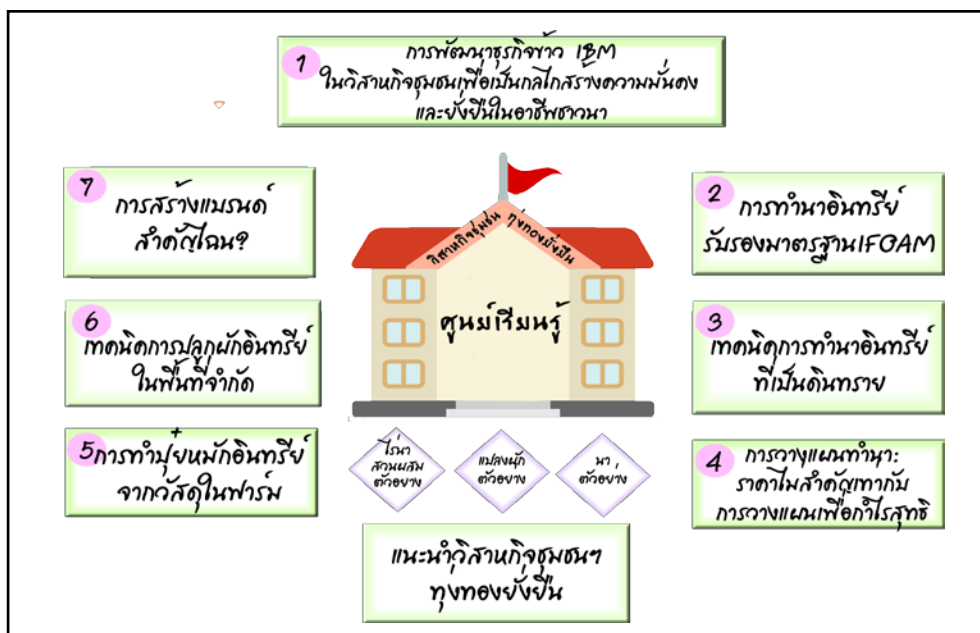 1
การพัฒนาธุรกิจข้าว IBM
ในวิสาหกิจชุมชนเพื่อเป็นกลไกสร้างความมั่นคง
และยั่งยืนในอาชีพชาวนา
7
การสร้างแบรนด์
สำคัญไฉน?
2
การทำนาอินทรีย์
รับรองมาตรฐานIFOAM
วิสาหกิจชุมชน ทุ่งทองยั่งยืน
ศูนย์เรียนรู้
6
เทคนิคการปลูกผักอินทรีย์
ในพื้นที่จำกัด
3
เทคนิคการทำนาอินทรีย์
ที่เป็นดินทราย
5 การทำปุ๋ยหมักอินทรีย์
จากวัสดุในฟาร์ม
ไร่นา
สวนผสม
ตัวอย่าง
แปลงผัก
ตัวอย่าง
นา
ตัวอย่าง
4
การวางแผนทำนา:
ราคาไม่สำคัญเท่ากับ
การวางแผนเพื่อกำไรสุทธิ
แนะนำวิสาหกิจชุมชนฯ
ทุ่งทองยั่งยืน